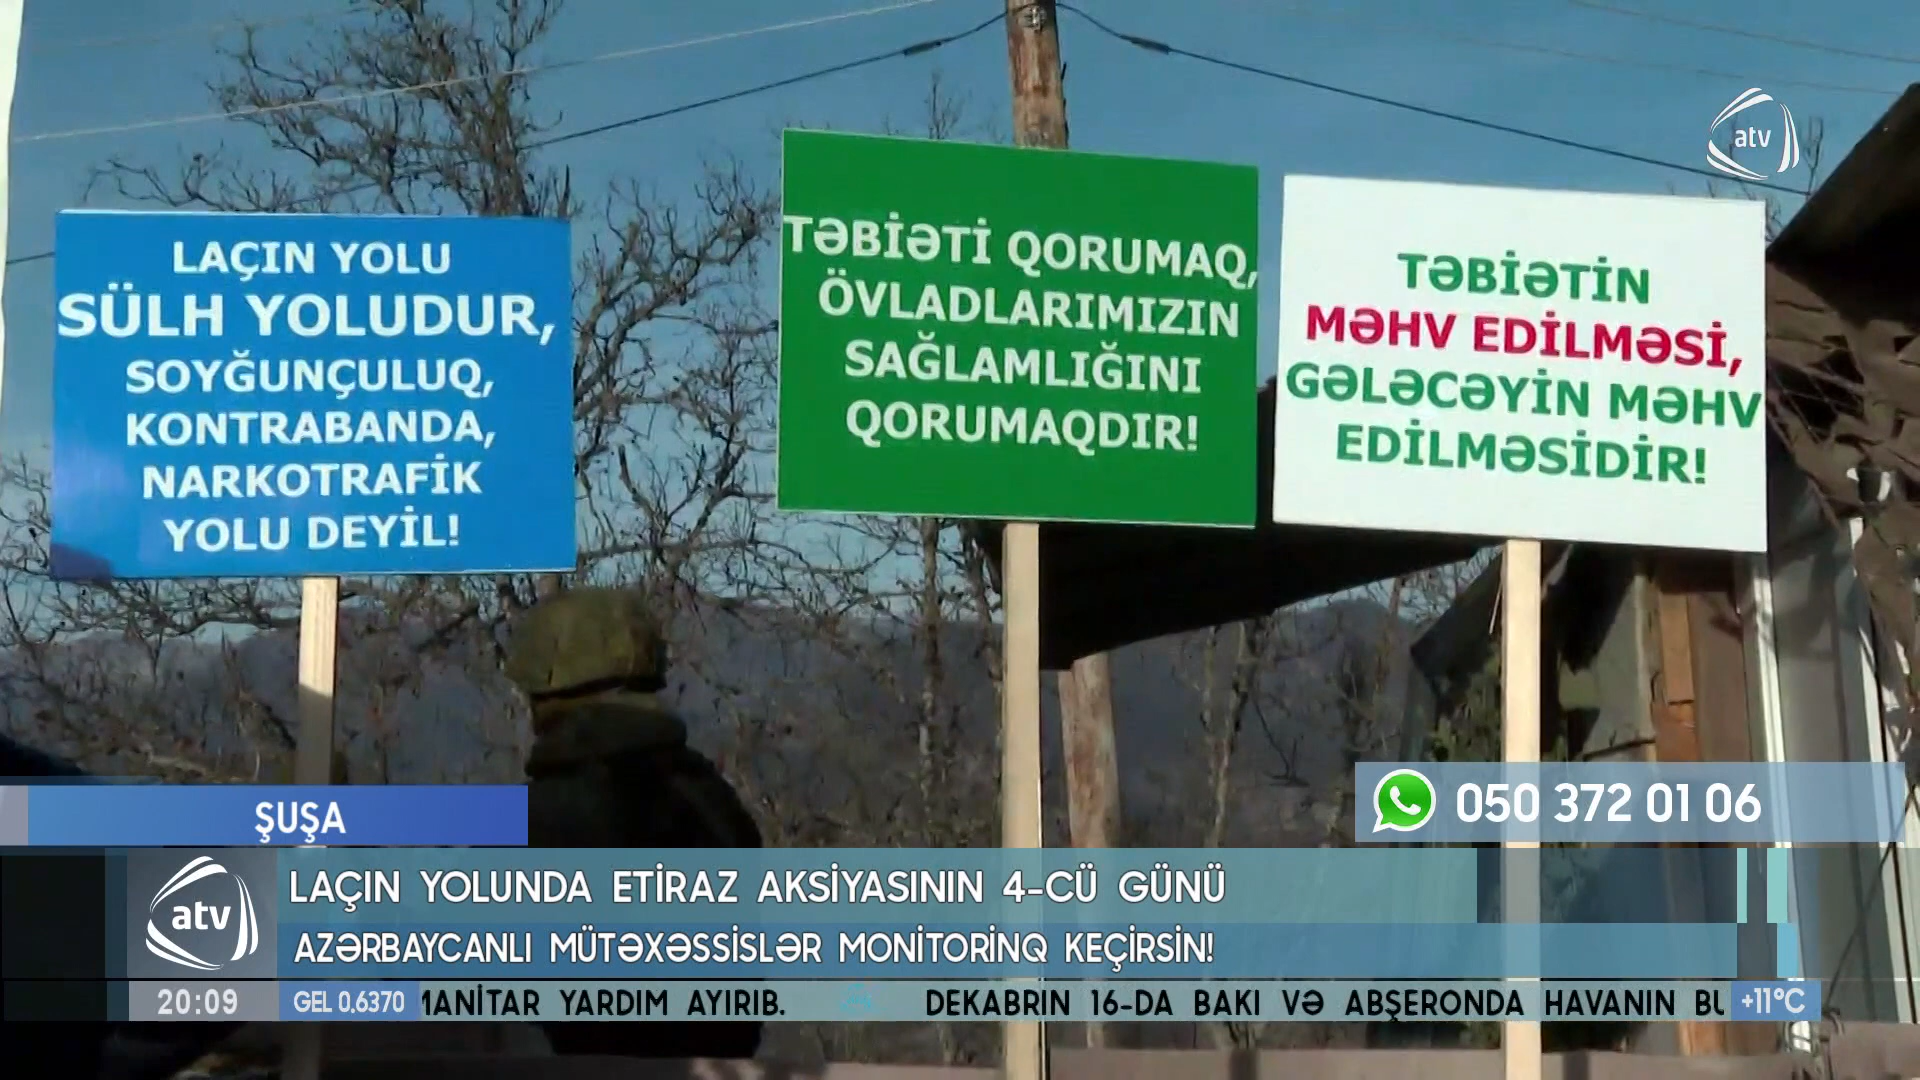 atv
LAÇIN YOLU
SÜLH YOLUDUR,
SOYĞUNÇULUQ,
KONTRABANDA,
NARKOTRAFİK
YOLU DEYİL!
TƏBİƏTİ QORUMAQ,
ÖVLADLARIMIZIN
SAĞLAMLIĞINI
QORUMAQDIR!
TƏBİƏTİN
MƏHV EDİLMƏSİ,
GƏLƏCƏYİN MƏHV
EDİLMƏSİDİR!
ŞUŞA
050 372 01 06
atv
LAÇIN YOLUNDA ETİRAZ AKSİYASININ 4-CÜ GÜNÜ
AZƏRBAYCANLI MÜTƏXƏSSİSLƏR MONİTORİNQ KEÇİRSİN!
20:09 GEL 0.6370 MANİTAR YARDIM AYIRIB. DEKABRIN 16-DA BAKI VƏ ABŞERONDA HAVANIN BU +11°C